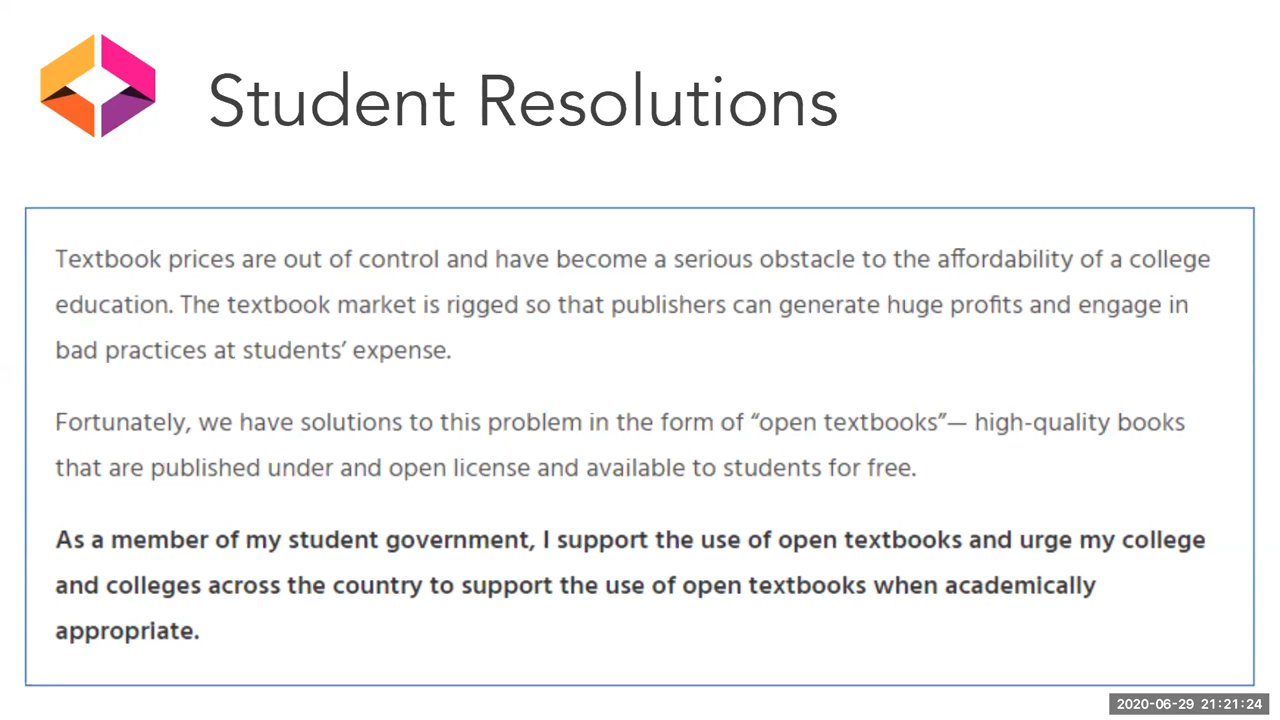 Student Resolutions
Textbook prices are out of control and have become a serious obstacle to the affordability of a college
education. The textbook market is rigged so that publishers can generate huge profits and engage in
bad practices at students’ expense.
Fortunately, we have solutions to this problem in the form of “open textbooks”— high-quality books
that are published under and open license and available to students for free.
As a member of my student government, I support the use of open textbooks and urge my college
and colleges across the country to support the use of open textbooks when academically
appropriate.
2020-06-29 21:21:24